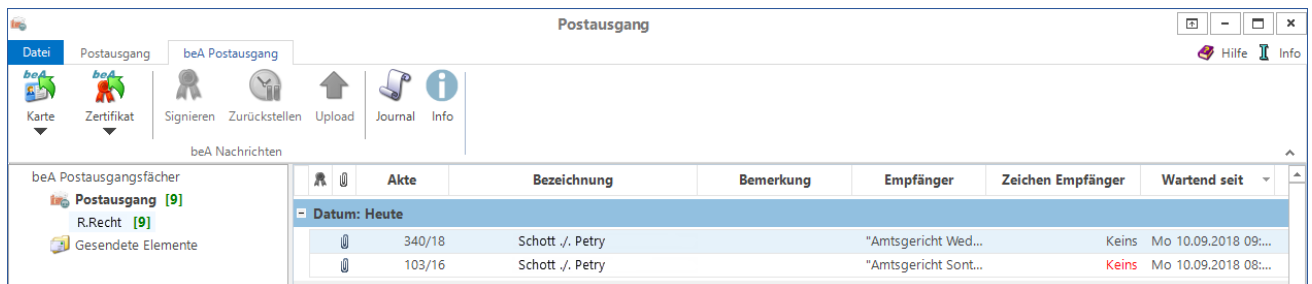 Postausgang
Datei Postausgang beA Postausgang Hilfe Info
beA beA
Karte Zertifikat Signieren Zurückstellen Upload Journal Info
beA Nachrichten
beA Postausgangsfächer
Postausgang [9]
R.Recht [9]
Gesendete Elemente
Akte Bezeichnung Bemerkung Empfänger Zeichen Empfänger Wartend seit
Datum: Heute
340/18 Schott ./. Petry "Amtsgericht Wed... Keins Mo 10.09.2018 09:...
103/16 Schott ./. Petry "Amtsgericht Sont... Keins Mo 10.09.2018 08:...